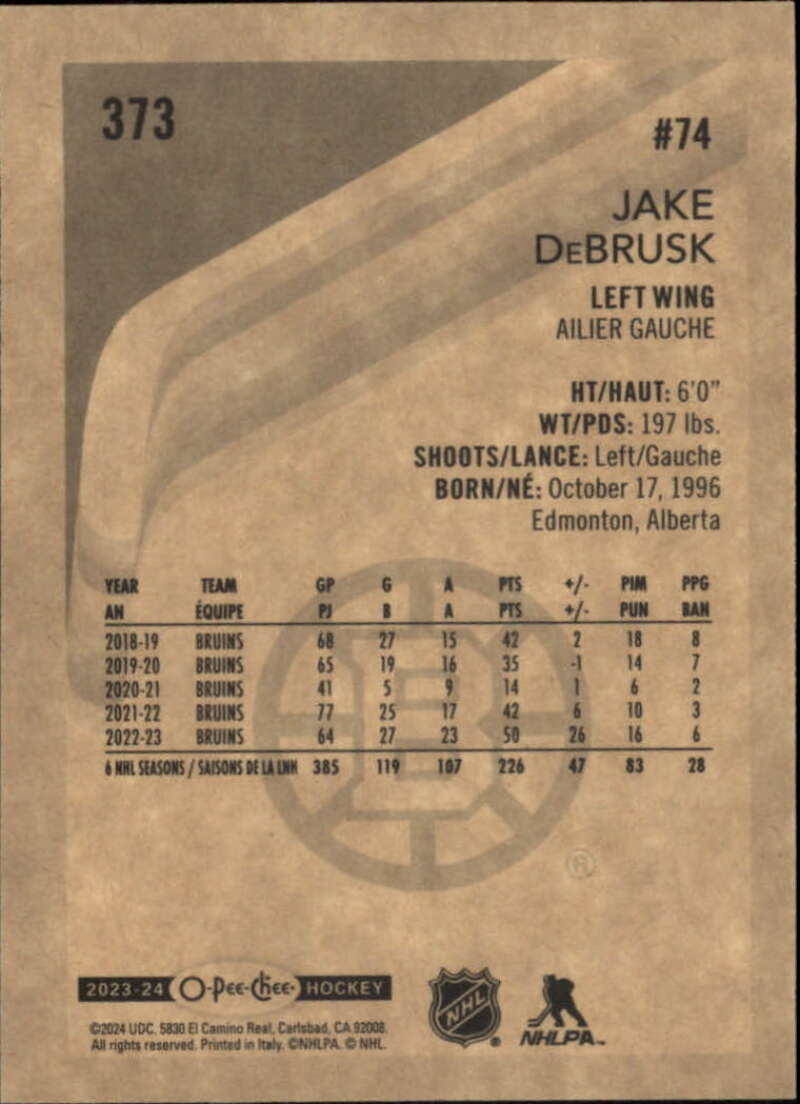 373
#74
JAKE
DEBRUSK
LEFT WING
AILIER GAUCHE
HT/HAUT: 6'0"
WT/PDS: 197 lbs.
SHOOTS/LANCE: Left/Gauche
BORN/NÉ: October 17, 1996
Edmonton, Alberta
YEAR TEAM GP G A PTS +/- PIM PPG
AN ÉQUIPE PJ B A PTS +/- PUN BAN
2018-19 BRUINS 68 27 15 42 2 18 8
2019-20 BRUINS 65 19 16 35 -1 14 7
2020-21 BRUINS 41 5 9 14 1 6 2
2021-22 BRUINS 77 25 17 42 6 10 3
2022-23 BRUINS 64 27 23 50 26 16 6
6 NHL SEASONS / SAISONS DE LA LNH 385 119 107 226 47 83 28
B
®
2023-24 O-Pee-Chee HOCKEY
©2024 UDC. 5830 El Camino Real, Carlsbad, CA 92008.
All rights reserved. Printed in Italy. ©NHLPA. © NHL.
NHL
NHLPA